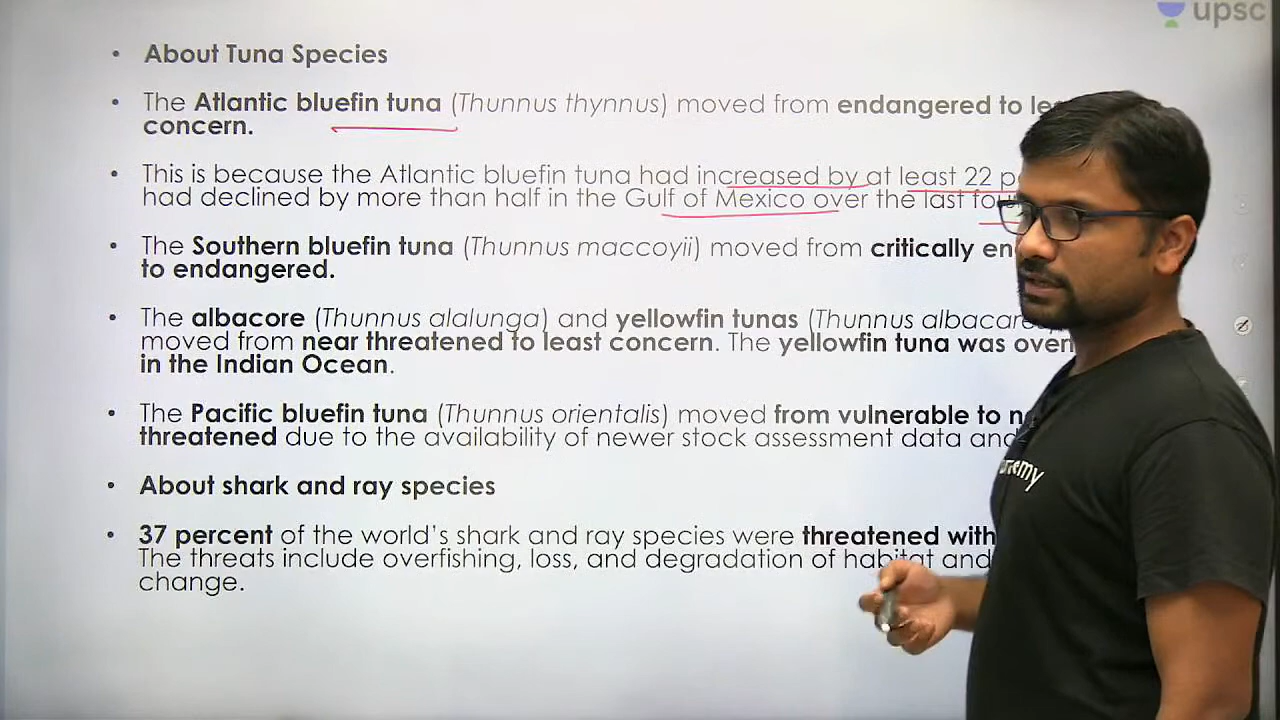 upsc
• About Tuna Species
• The Atlantic bluefin tuna (Thunnus thynnus) moved from endangered to
concern.
• This is because the Atlantic bluefin tuna had increased by at least 22
had declined by more than half in the Gulf of Mexico over the last
• The Southern bluefin tuna (Thunnus maccoyii) moved from critically
to endangered.
• The albacore (Thunnus alalunga) and yellowfin tunas (Thunnus
moved from near threatened to least concern. The yellowfin tuna was
in the Indian Ocean.
• The Pacific bluefin tuna (Thunnus orientalis) moved from vulnerable to
threatened due to the availability of newer stock assessment data and
• About shark and ray species
• 37 percent of the world's shark and ray species were threatened with
The threats include overfishing, loss, and degradation of habitat and
change.